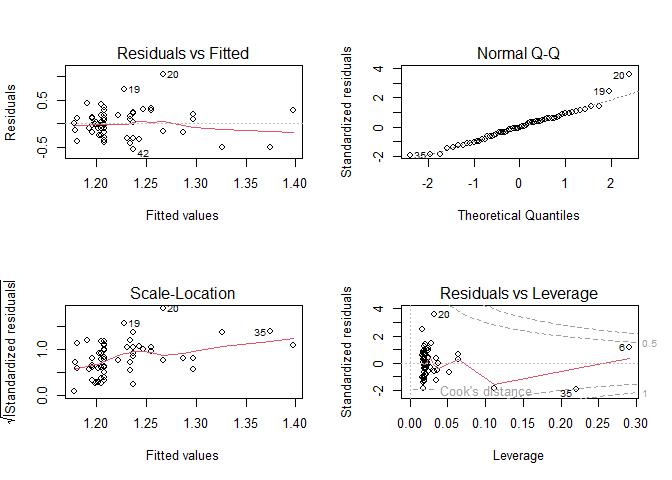 Residuals vs Fitted
Residuals
-0.5 0.5
20
19
42
1.20 1.25 1.30 1.35 1.40
Fitted values
Normal Q-Q
Standardized residuals
-2 0 2 4
20
19
35
-2 -1 0 1 2
Theoretical Quantiles
Scale-Location
√|Standardized residuals|
0.0 1.0
20
19
35
1.20 1.25 1.30 1.35 1.40
Fitted values
Residuals vs Leverage
Standardized residuals
-2 0 2 4
20
6
35
Cook's distance
0.5
1
0.00 0.05 0.10 0.15 0.20 0.25 0.30
Leverage